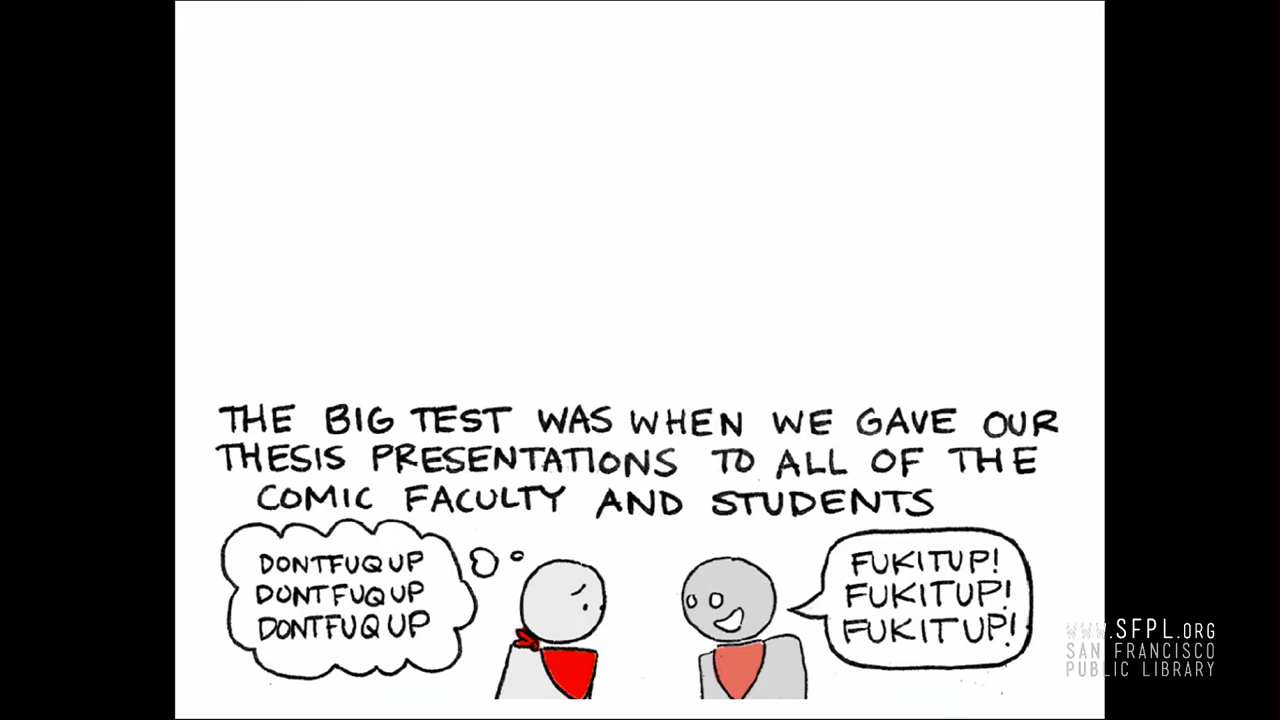 THE BIG TEST WAS WHEN WE GAVE OUR
THESIS PRESENTATIONS TO ALL OF THE
COMIC FACULTY AND STUDENTS
DONTFUQUP
DONTFUQUP
DONTFUQUP
FUKITUP!
FUKITUP!
FUKITUP!
WWW.SFPL.ORG
SAN FRANCISCO
PUBLIC LIBRARY